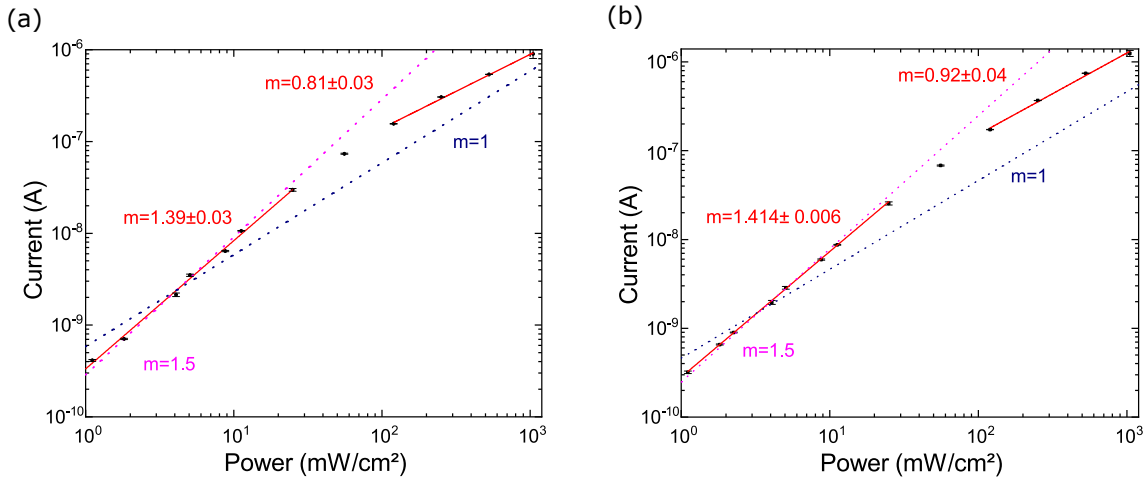 (a)
10⁻⁶
m=0.81±0.03
10⁻⁷
m=1
m=1.39±0.03
10⁻⁸
Current (A)
10⁻⁹
m=1.5
10⁻¹⁰
10⁰ 10¹ 10² 10³
Power (mW/cm²)
(b)
10⁻⁶
m=0.92±0.04
10⁻⁷
m=1
m=1.414± 0.006
10⁻⁸
Current (A)
10⁻⁹
m=1.5
10⁻¹⁰
10⁰ 10¹ 10² 10³
Power (mW/cm²)